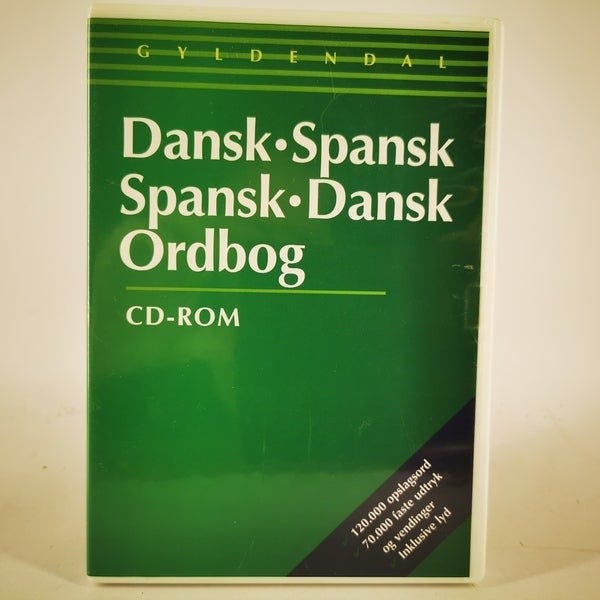 GYLDENDAL
Dansk•Spansk
Spansk•Dansk
Ordbog
CD-ROM
✓ 120.000 opslagsord
✓ 70.000 faste udtryk
og vendinger
✓ Inklusive lyd